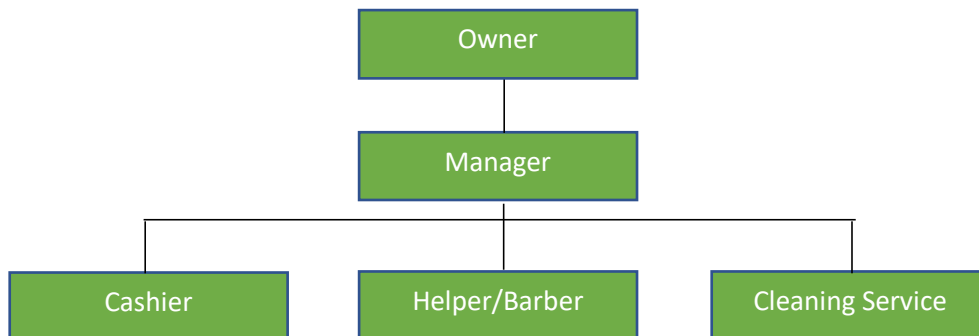 Owner
Manager
Cashier
Helper/Barber
Cleaning Service